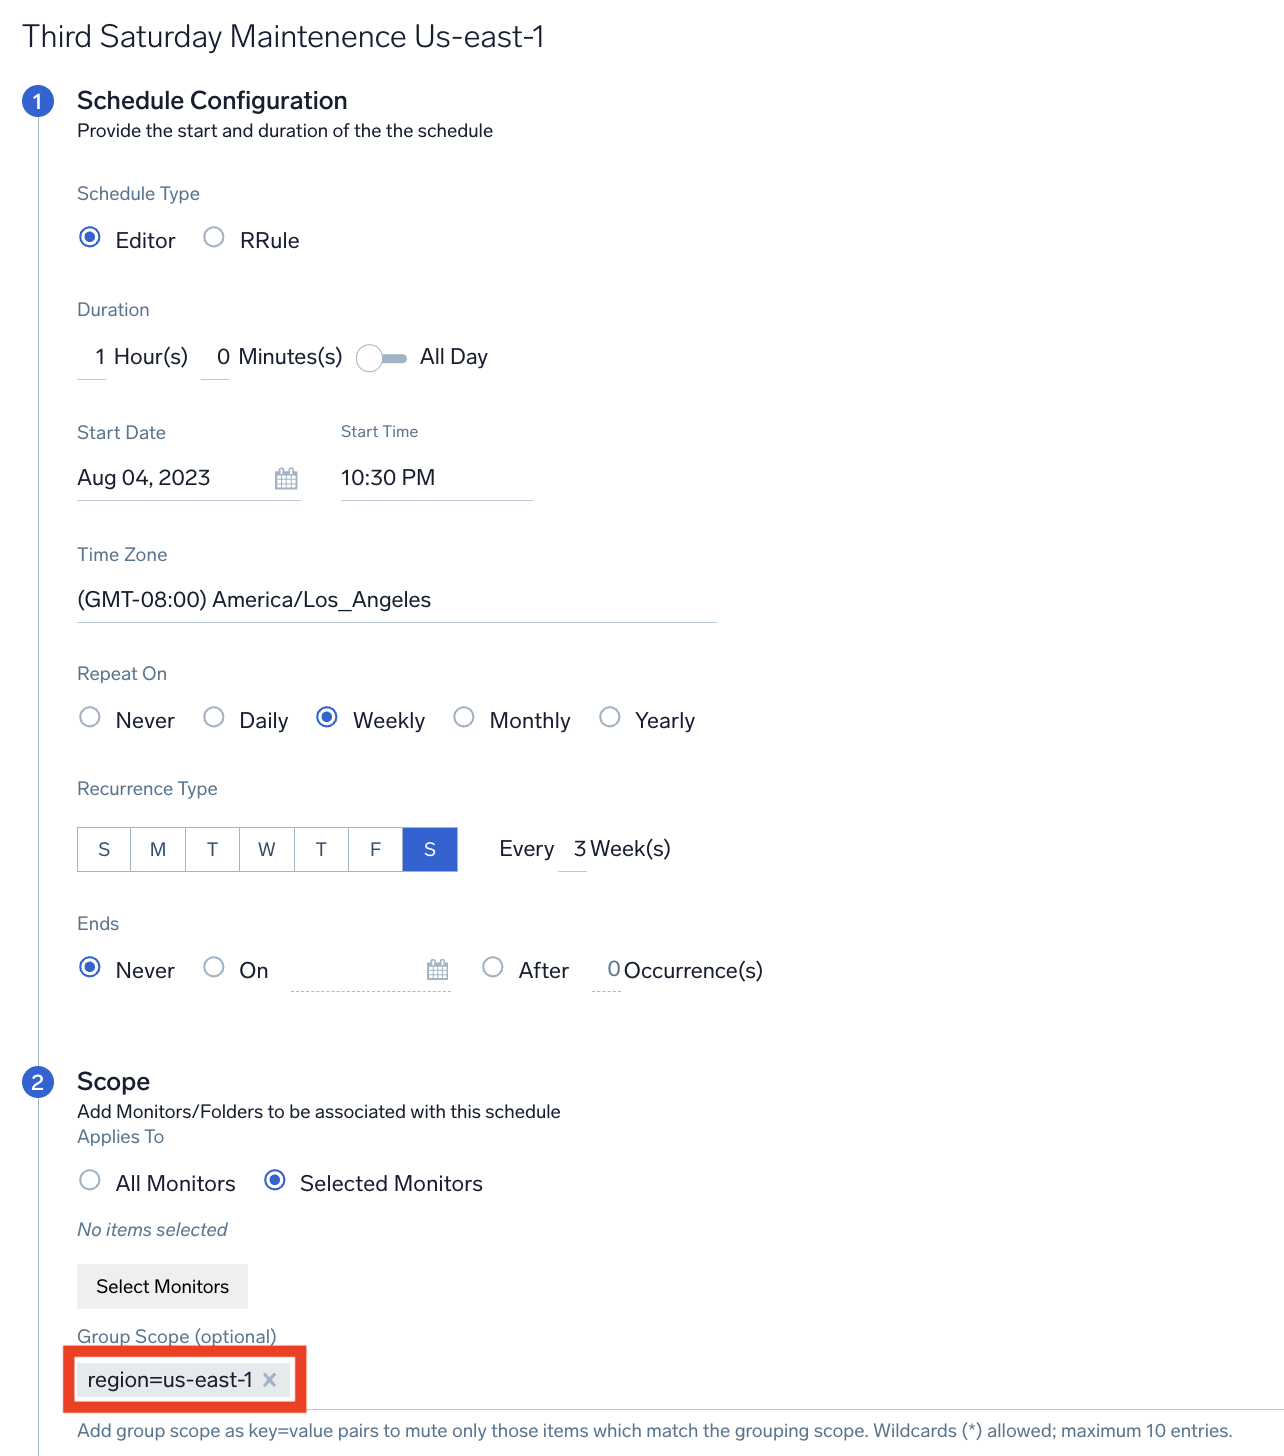 Third Saturday Maintenence Us-east-1
1 Schedule Configuration
Provide the start and duration of the the schedule
Schedule Type
Editor RRule
Duration
1 Hour(s) 0 Minutes(s) All Day
Start Date Start Time
Aug 04, 2023 10:30 PM
Time Zone
(GMT-08:00) America/Los_Angeles
Repeat On
Never Daily Weekly Monthly Yearly
Recurrence Type
S M T W T F S Every 3 Week(s)
Ends
Never On After 0 Occurrence(s)
2 Scope
Add Monitors/Folders to be associated with this schedule
Applies To
All Monitors Selected Monitors
No items selected
Select Monitors
Group Scope (optional)
region=us-east-1 ×
Add group scope as key=value pairs to mute only those items which match the grouping scope. Wildcards (*) allowed; maximum 10 entries.